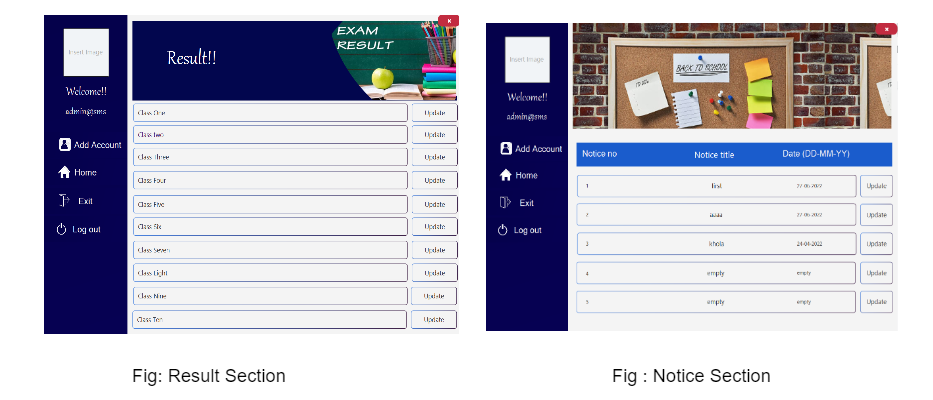 Insert Image
Welcome!!
admin@sms
Add Account
Home
Exit
Log out
Result!!
EXAM
RESULT
x
Class One Update
Class two Update
Class Three Update
Class Four Update
Class Five Update
Class Six Update
Class Seven Update
Class Eight Update
Class Nine Update
Class Ten Update
Fig: Result Section
Insert Image
Welcome!!
admin@sms
Add Account
Home
Exit
Log out
x
BACK TO SCHOOL
TO DO:
Notice no Notice title Date (DD-MM-YY)
1 first 27-06-2022 Update
2 aaaa 27-06-2022 Update
3 khola 24-04-2022 Update
4 empty empty Update
5 empty empty Update
Fig : Notice Section